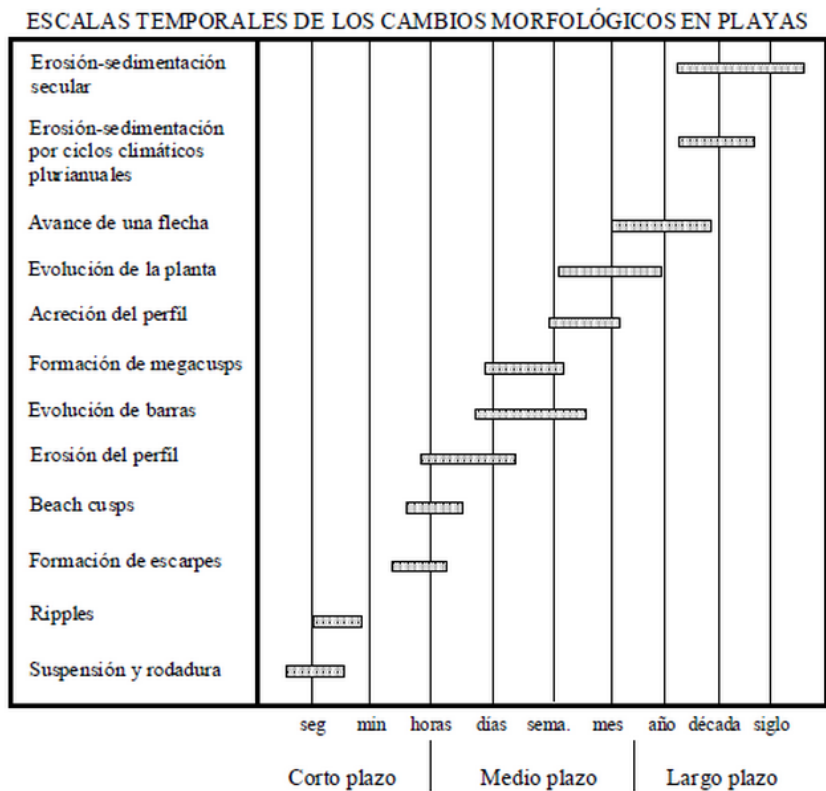 ESCALAS TEMPORALES DE LOS CAMBIOS MORFOLÓGICOS EN PLAYAS
Erosión-sedimentación
secular
Erosión-sedimentación
por ciclos climáticos
plurianuales
Avance de una flecha
Evolución de la planta
Acreción del perfil
Formación de megacusps
Evolución de barras
Erosión del perfil
Beach cusps
Formación de escarpes
Ripples
Suspensión y rodadura
seg min horas días sema. mes año década siglo
Corto plazo Medio plazo Largo plazo